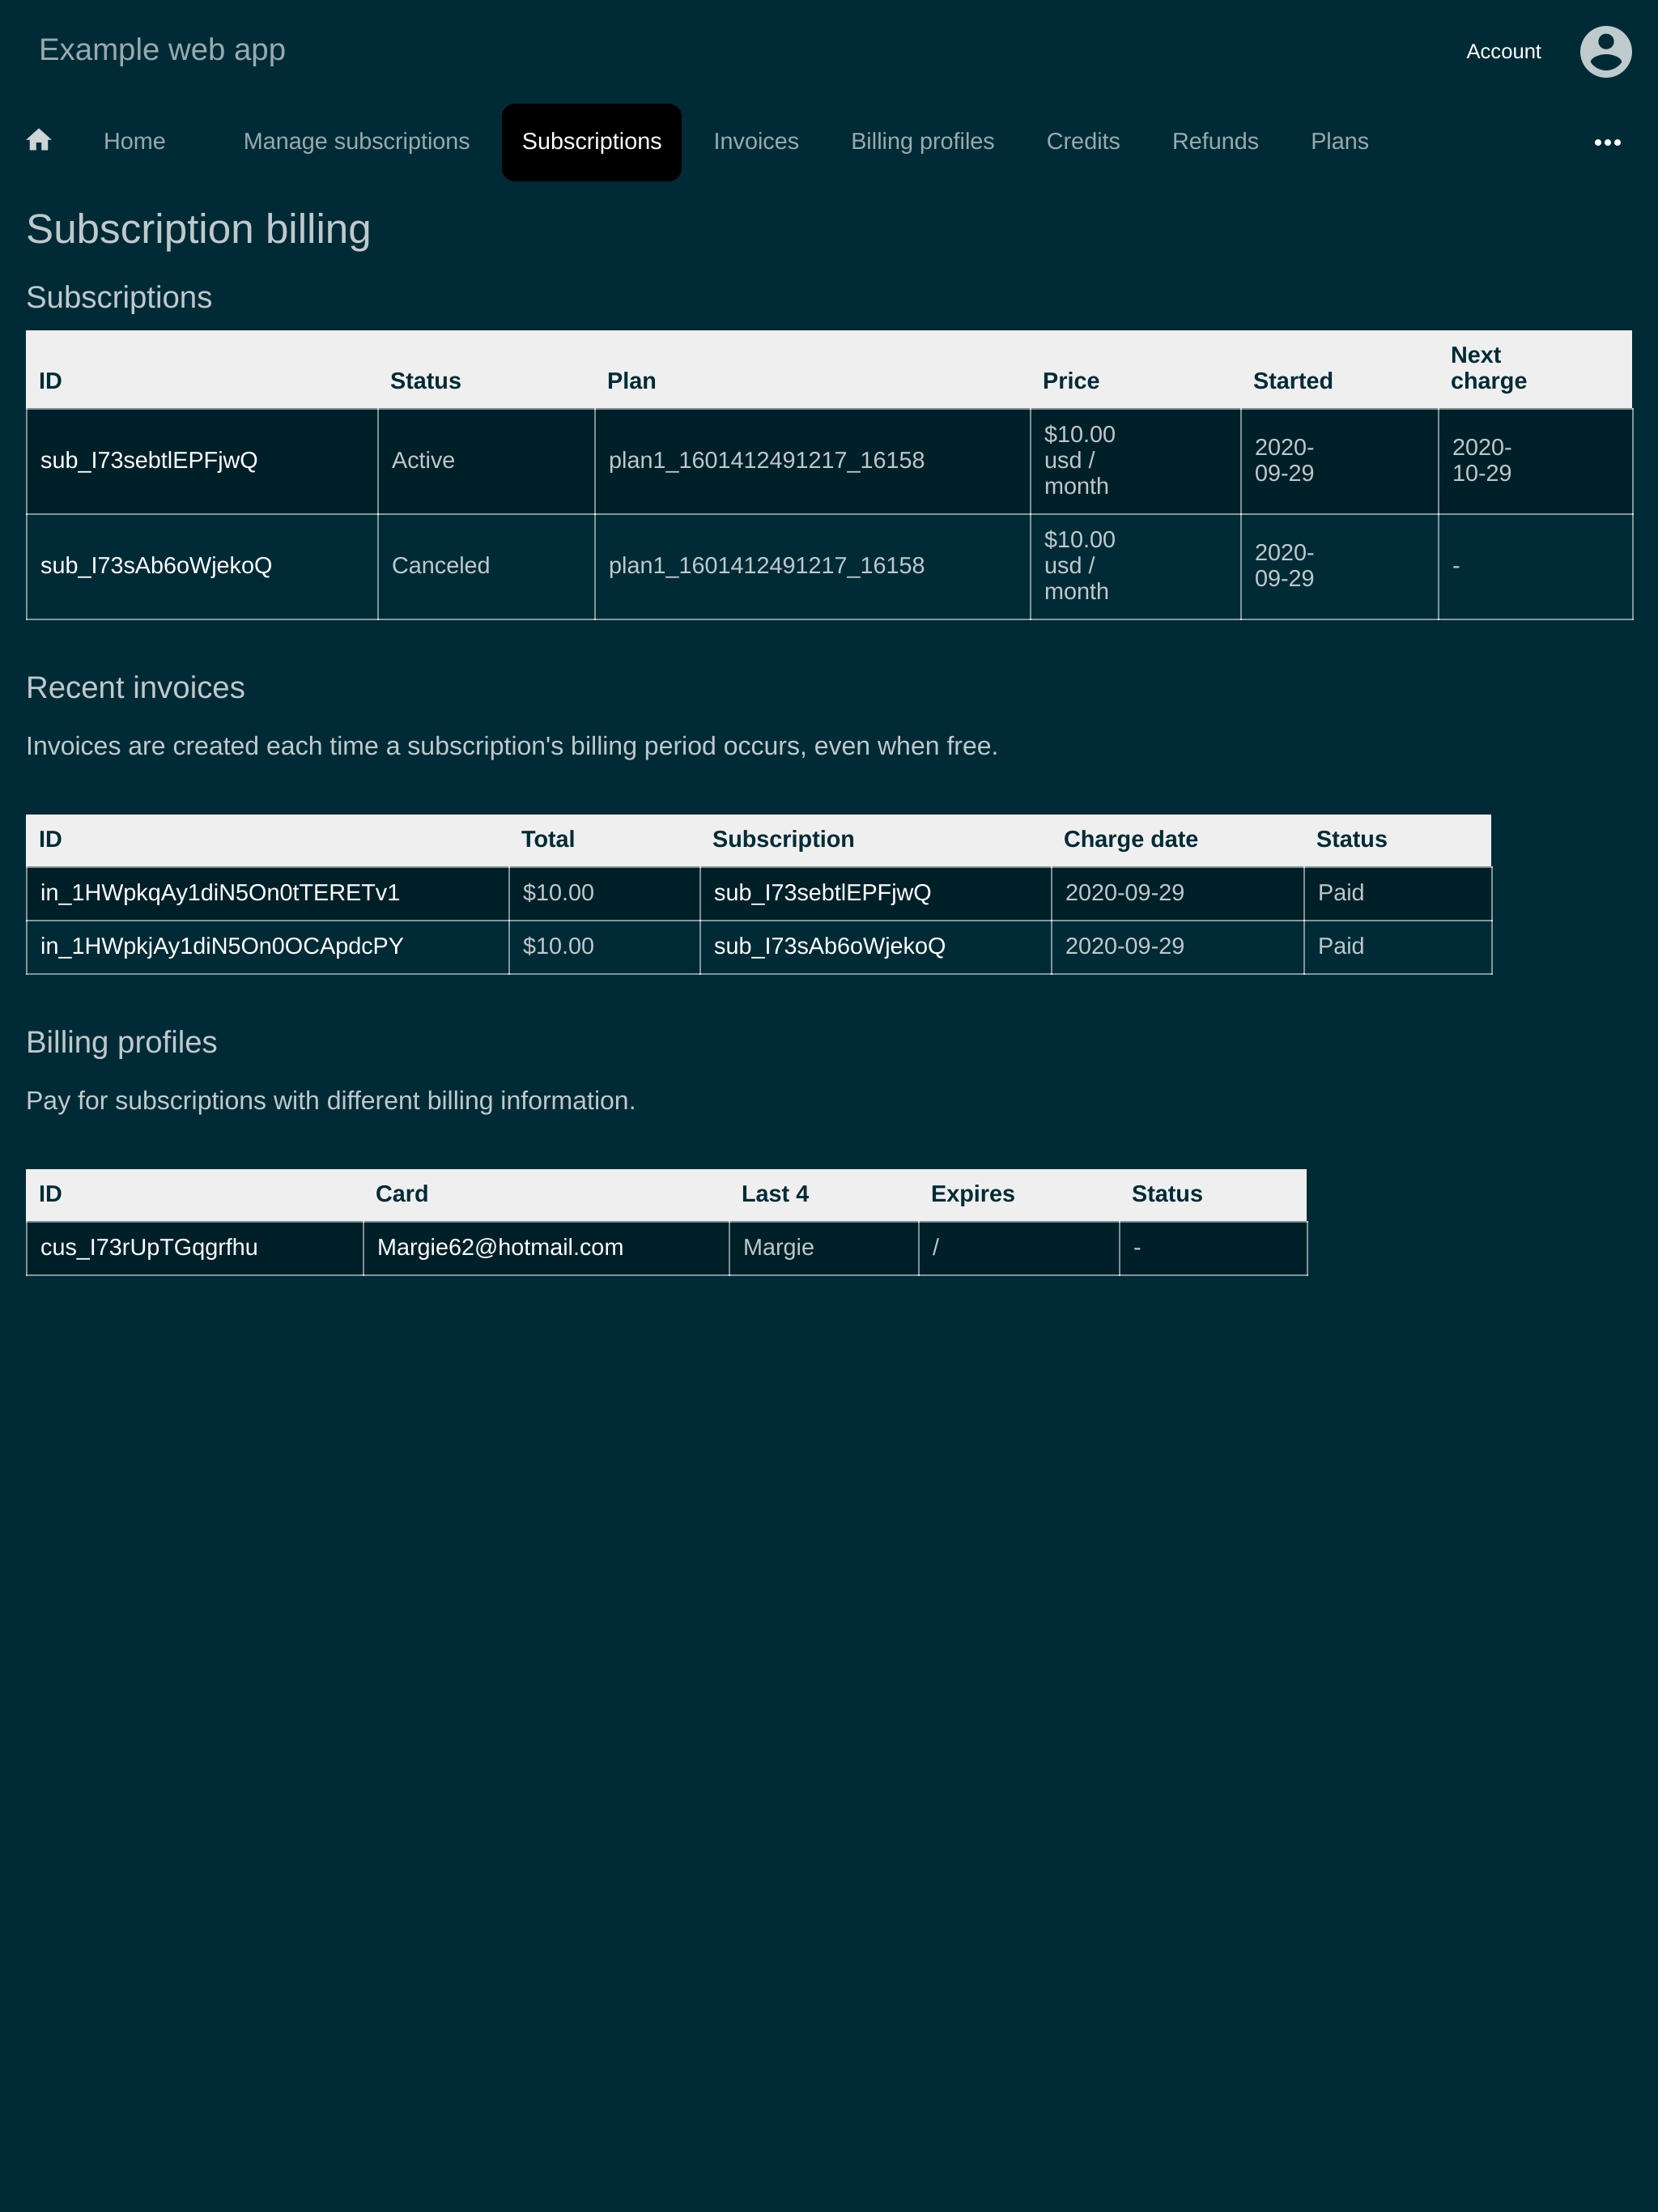 Example web app
Account
Home Manage subscriptions Subscriptions Invoices Billing profiles Credits Refunds Plans •••
Subscription billing
Subscriptions
ID Status Plan Price Started Next charge
sub_I73sebtlEPFjwQ Active plan1_1601412491217_16158 $10.00 usd / month 2020-09-29 2020-10-29
sub_I73sAb6oWjekoQ Canceled plan1_1601412491217_16158 $10.00 usd / month 2020-09-29 -
Recent invoices
Invoices are created each time a subscription's billing period occurs, even when free.
ID Total Subscription Charge date Status
in_1HWpkqAy1diN5On0tTERETv1 $10.00 sub_I73sebtlEPFjwQ 2020-09-29 Paid
in_1HWpkjAy1diN5On0OCApdcPY $10.00 sub_I73sAb6oWjekoQ 2020-09-29 Paid
Billing profiles
Pay for subscriptions with different billing information.
ID Card Last 4 Expires Status
cus_I73rUpTGqgrfhu Margie62@hotmail.com Margie / -